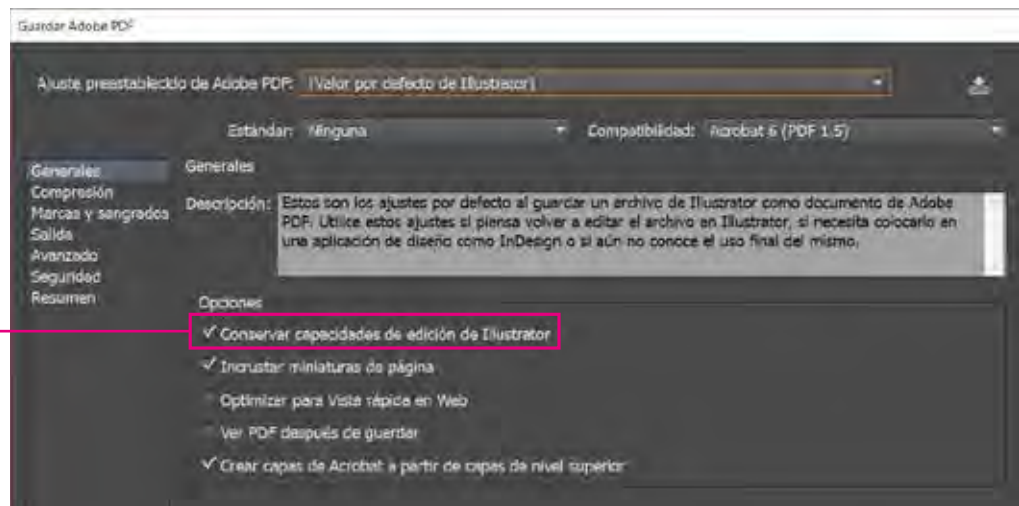 Guardar Adobe PDF
Ajuste preestablecido de Adobe PDF: [Valor por defecto de Illustrator]
Estándar: Ninguna Compatibilidad: Acrobat 6 (PDF 1.5)
Generales
Compresión
Marcas y sangrados
Salida
Avanzado
Seguridad
Resumen
Generales
Descripción: Estos son los ajustes por defecto al guardar un archivo de Illustrator como documento de Adobe
PDF. Utilice estos ajustes si piensa volver a editar el archivo en Illustrator, si necesita colocarlo en
una aplicación de diseño como InDesign o si aún no conoce el uso final del mismo.
Opciones
Conservar capacidades de edición de Illustrator
Incrustar miniaturas de página
Optimizar para Vista rápida en Web
Ver PDF después de guardar
Crear capas de Acrobat a partir de capas de nivel superior